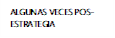 ALGUNAS VECES POS-
ESTRATEGIA